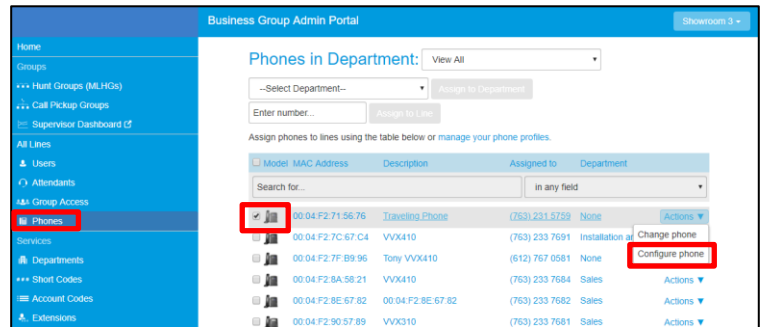 Business Group Admin Portal
Showroom 3
Home
Groups
Hunt Groups (MLHGs)
Call Pickup Groups
Supervisor Dashboard
All Lines
Users
Attendants
Group Access
Phones
Services
Departments
Short Codes
Account Codes
Extensions
Phones in Department: View All
--Select Department-- Assign to Department
Enter number... Assign to Line
Assign phones to lines using the table below or manage your phone profiles.
Model MAC Address Description Assigned to Department
Search for... in any field
00:04:F2:71:56:76 Traveling Phone (763) 231 5759 None Actions ▼
00:04:F2:7C:67:C4 VVX410 (763) 233 7691 Installation a
Change phone
Configure phone
00:04:F2:7F:B9:96 Tony VVX410 (612) 767 0581 None
00:04:F2:8A:58:21 VVX410 (763) 233 7684 Sales Actions ▼
00:04:F2:8E:67:82 00:04:F2:8E:67:82 (763) 233 7682 Sales Actions ▼
00:04:F2:90:57:89 VVX310 (763) 233 7681 Sales Actions ▼